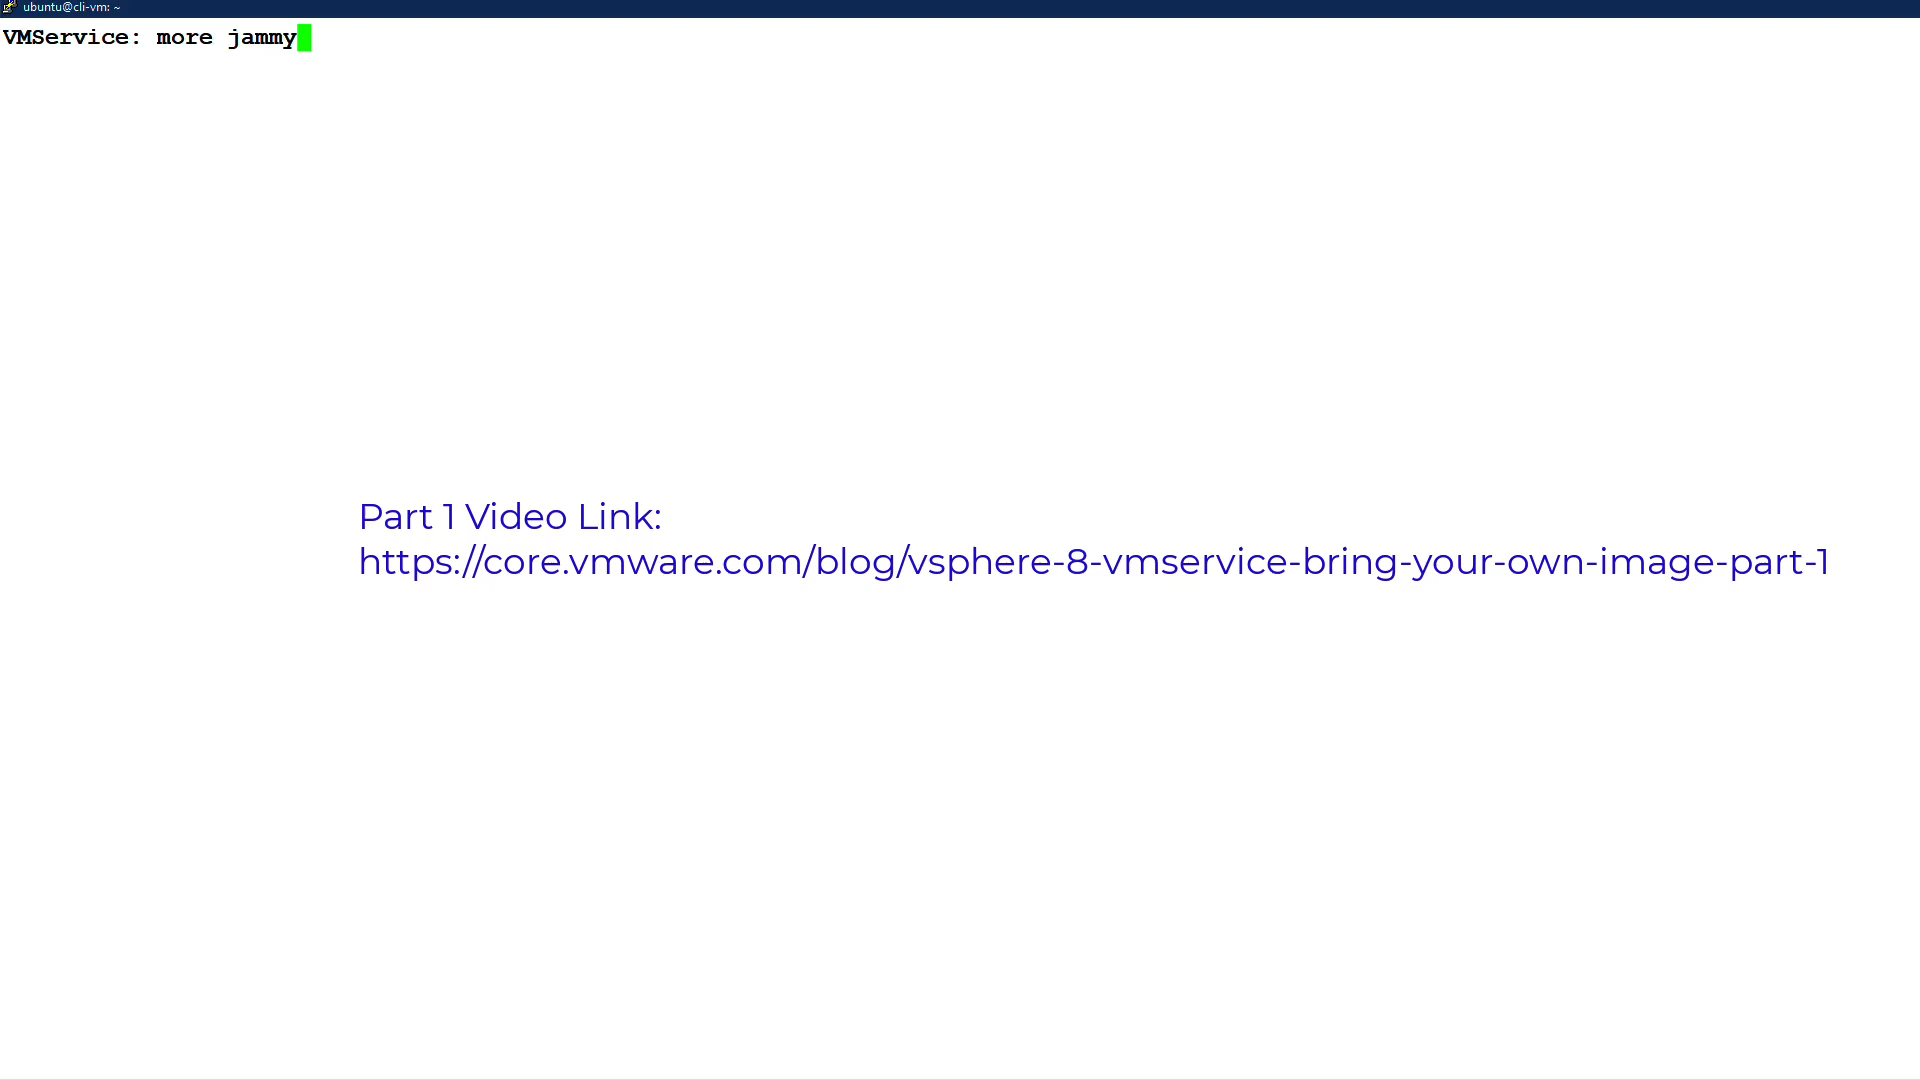 ubuntu@cli-vm: ~
VMService: more jammy
Part 1 Video Link:
https://core.vmware.com/blog/vsphere-8-vmservice-bring-your-own-image-part-1